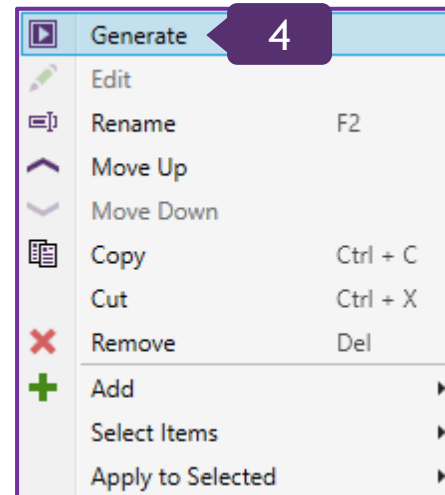 Generate 4
Edit
Rename F2
Move Up
Move Down
Copy Ctrl + C
Cut Ctrl + X
Remove Del
Add
Select Items
Apply to Selected